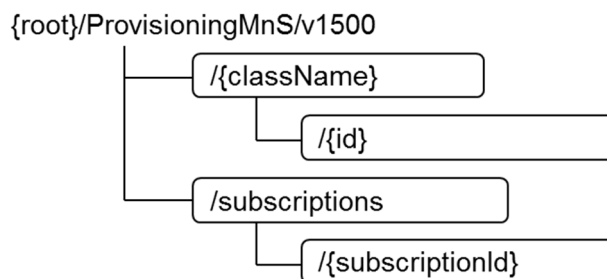 {root}/ProvisioningMnS/v1500
/{className}
/{id}
/subscriptions
/{subscriptionId}